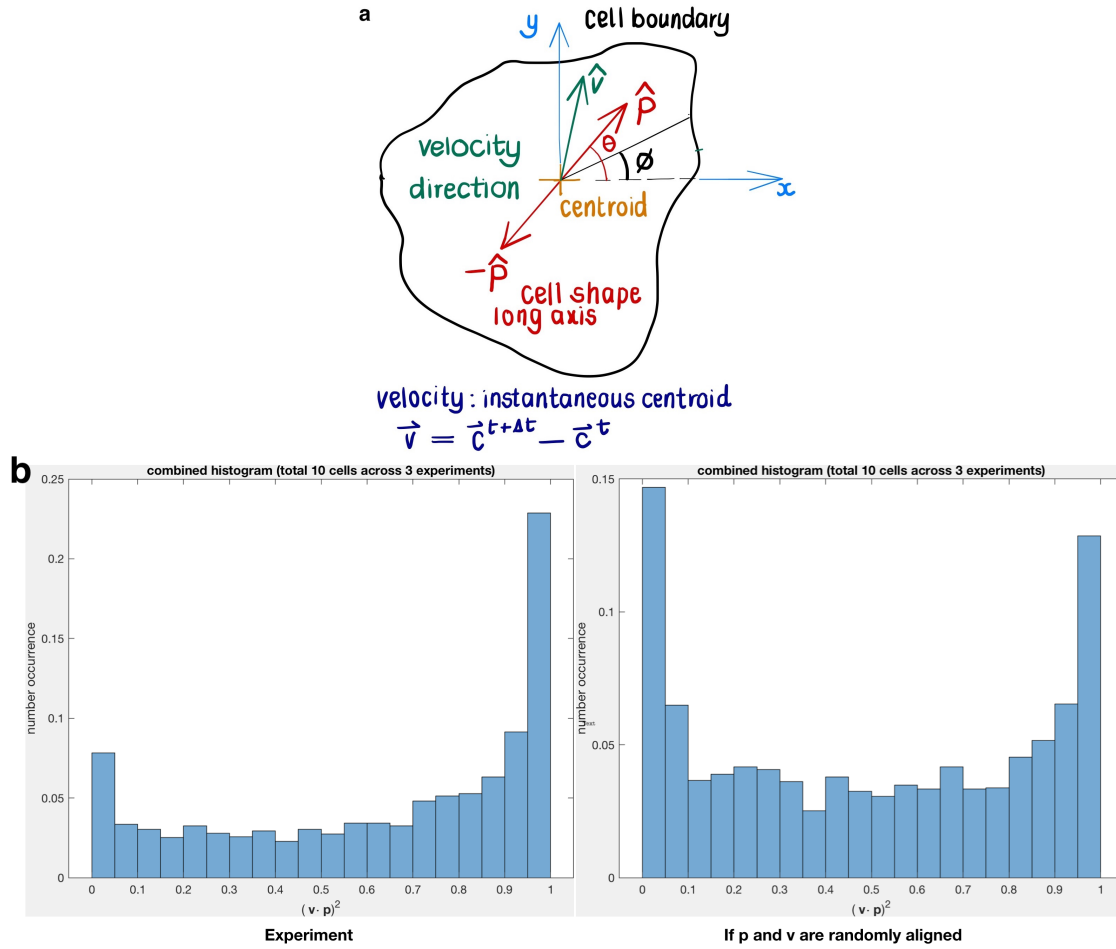 a
cell boundary
y
v̂
p̂
θ
velocity
direction
ϕ
x
centroid
−p̂
cell shape
long axis
velocity : instantaneous centroid
v⃗ = c⃗ᵗ⁺ᐞᵗ − c⃗ᵗ
b
combined histogram (total 10 cells across 3 experiments)
0.25
0.2
0.15
0.1
0.05
0
number occurrence
0 0.1 0.2 0.3 0.4 0.5 0.6 0.7 0.8 0.9 1
(v· p)²
Experiment
combined histogram (total 10 cells across 3 experiments)
0.15
0.1
0.05
0
number occurrence
text
0 0.1 0.2 0.3 0.4 0.5 0.6 0.7 0.8 0.9 1
(v· p)²
If p and v are randomly aligned